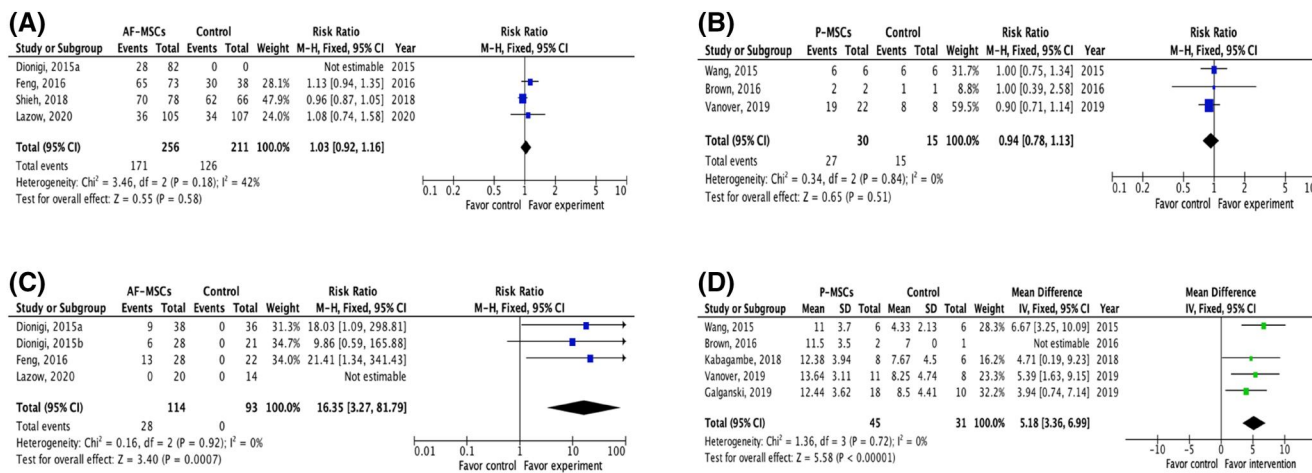 (A)
AF-MSCs Control Risk Ratio Risk Ratio
Study or Subgroup Events Total Events Total Weight M-H, Fixed, 95% CI Year M-H, Fixed, 95% CI
Dionigi, 2015a 28 82 0 0 Not estimable 2015
Feng, 2016 65 73 30 38 28.1% 1.13 [0.94, 1.35] 2016
Shieh, 2018 70 78 62 66 47.9% 0.96 [0.87, 1.05] 2018
Lazow, 2020 36 105 34 107 24.0% 1.08 [0.74, 1.58] 2020
Total (95% CI) 256 211 100.0% 1.03 [0.92, 1.16]
Total events 171 126
Heterogeneity: Chi² = 3.46, df = 2 (P = 0.18); I² = 42%
Test for overall effect: Z = 0.55 (P = 0.58)
0.1 0.2 0.5 1 2 5 10
Favor control Favor experiment
(B)
P-MSCs Control Risk Ratio Risk Ratio
Study or Subgroup Events Total Events Total Weight M-H, Fixed, 95% CI Year M-H, Fixed, 95% CI
Wang, 2015 6 6 6 6 31.7% 1.00 [0.75, 1.34] 2015
Brown, 2016 2 2 1 1 8.8% 1.00 [0.39, 2.58] 2016
Vanover, 2019 19 22 8 8 59.5% 0.90 [0.71, 1.14] 2019
Total (95% CI) 30 15 100.0% 0.94 [0.78, 1.13]
Total events 27 15
Heterogeneity: Chi² = 0.34, df = 2 (P = 0.84); I² = 0%
Test for overall effect: Z = 0.65 (P = 0.51)
0.1 0.2 0.5 1 2 5 10
Favor control Favor experiment
(C)
AF-MSCs Control Risk Ratio Risk Ratio
Study or Subgroup Events Total Events Total Weight M-H, Fixed, 95% CI M-H, Fixed, 95% CI
Dionigi, 2015a 9 38 0 36 31.3% 18.03 [1.09, 298.81]
Dionigi, 2015b 6 28 0 21 34.7% 9.86 [0.59, 165.88]
Feng, 2016 13 28 0 22 34.0% 21.41 [1.34, 341.43]
Lazow, 2020 0 20 0 14 Not estimable
Total (95% CI) 114 93 100.0% 16.35 [3.27, 81.79]
Total events 28 0
Heterogeneity: Chi² = 0.16, df = 2 (P = 0.92); I² = 0%
Test for overall effect: Z = 3.40 (P = 0.0007)
0.01 0.1 1 10 100
Favor control Favor experiment
(D)
P-MSCs Control Mean Difference Mean Difference
Study or Subgroup Mean SD Total Mean SD Total Weight IV, Fixed, 95% CI Year IV, Fixed, 95% CI
Wang, 2015 11 3.7 6 4.33 2.13 6 28.3% 6.67 [3.25, 10.09] 2015
Brown, 2016 11.5 3.5 2 7 0 1 Not estimable 2016
Kabagambe, 2018 12.38 3.94 8 7.67 4.5 6 16.2% 4.71 [0.19, 9.23] 2018
Vanover, 2019 13.64 3.11 11 8.25 4.74 8 23.3% 5.39 [1.63, 9.15] 2019
Galganski, 2019 12.44 3.62 18 8.5 4.41 10 32.2% 3.94 [0.74, 7.14] 2019
Total (95% CI) 45 31 100.0% 5.18 [3.36, 6.99]
Heterogeneity: Chi² = 1.36, df = 3 (P = 0.72); I² = 0%
Test for overall effect: Z = 5.58 (P < 0.00001)
-10 -5 0 5 10
Favor control Favor intervention